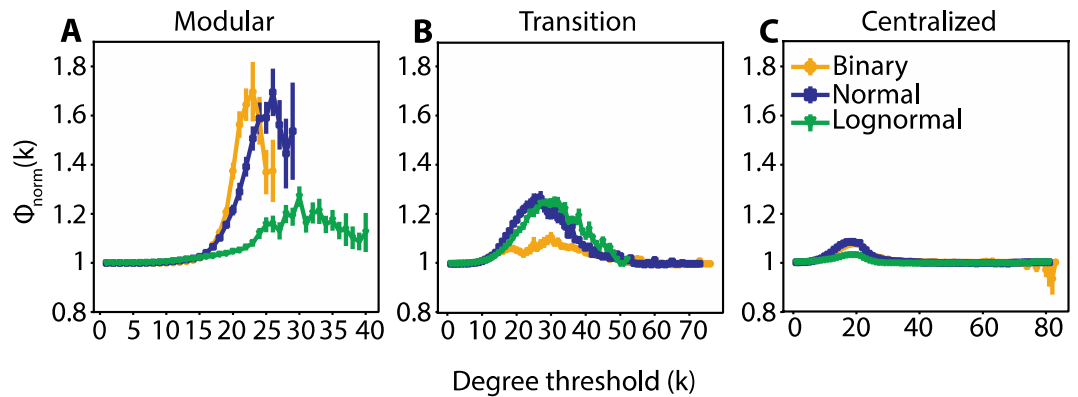 A Modular
B Transition
C Centralized
Φnorm(k)
1.8
1.6
1.4
1.2
1
0.8
0 5 10 15 20 25 30 35 40
1.8
1.6
1.4
1.2
1
0.8
0 10 20 30 40 50 60 70
1.8
1.6
1.4
1.2
1
0.8
0 20 40 60 80
Binary
Normal
Lognormal
Degree threshold (k)